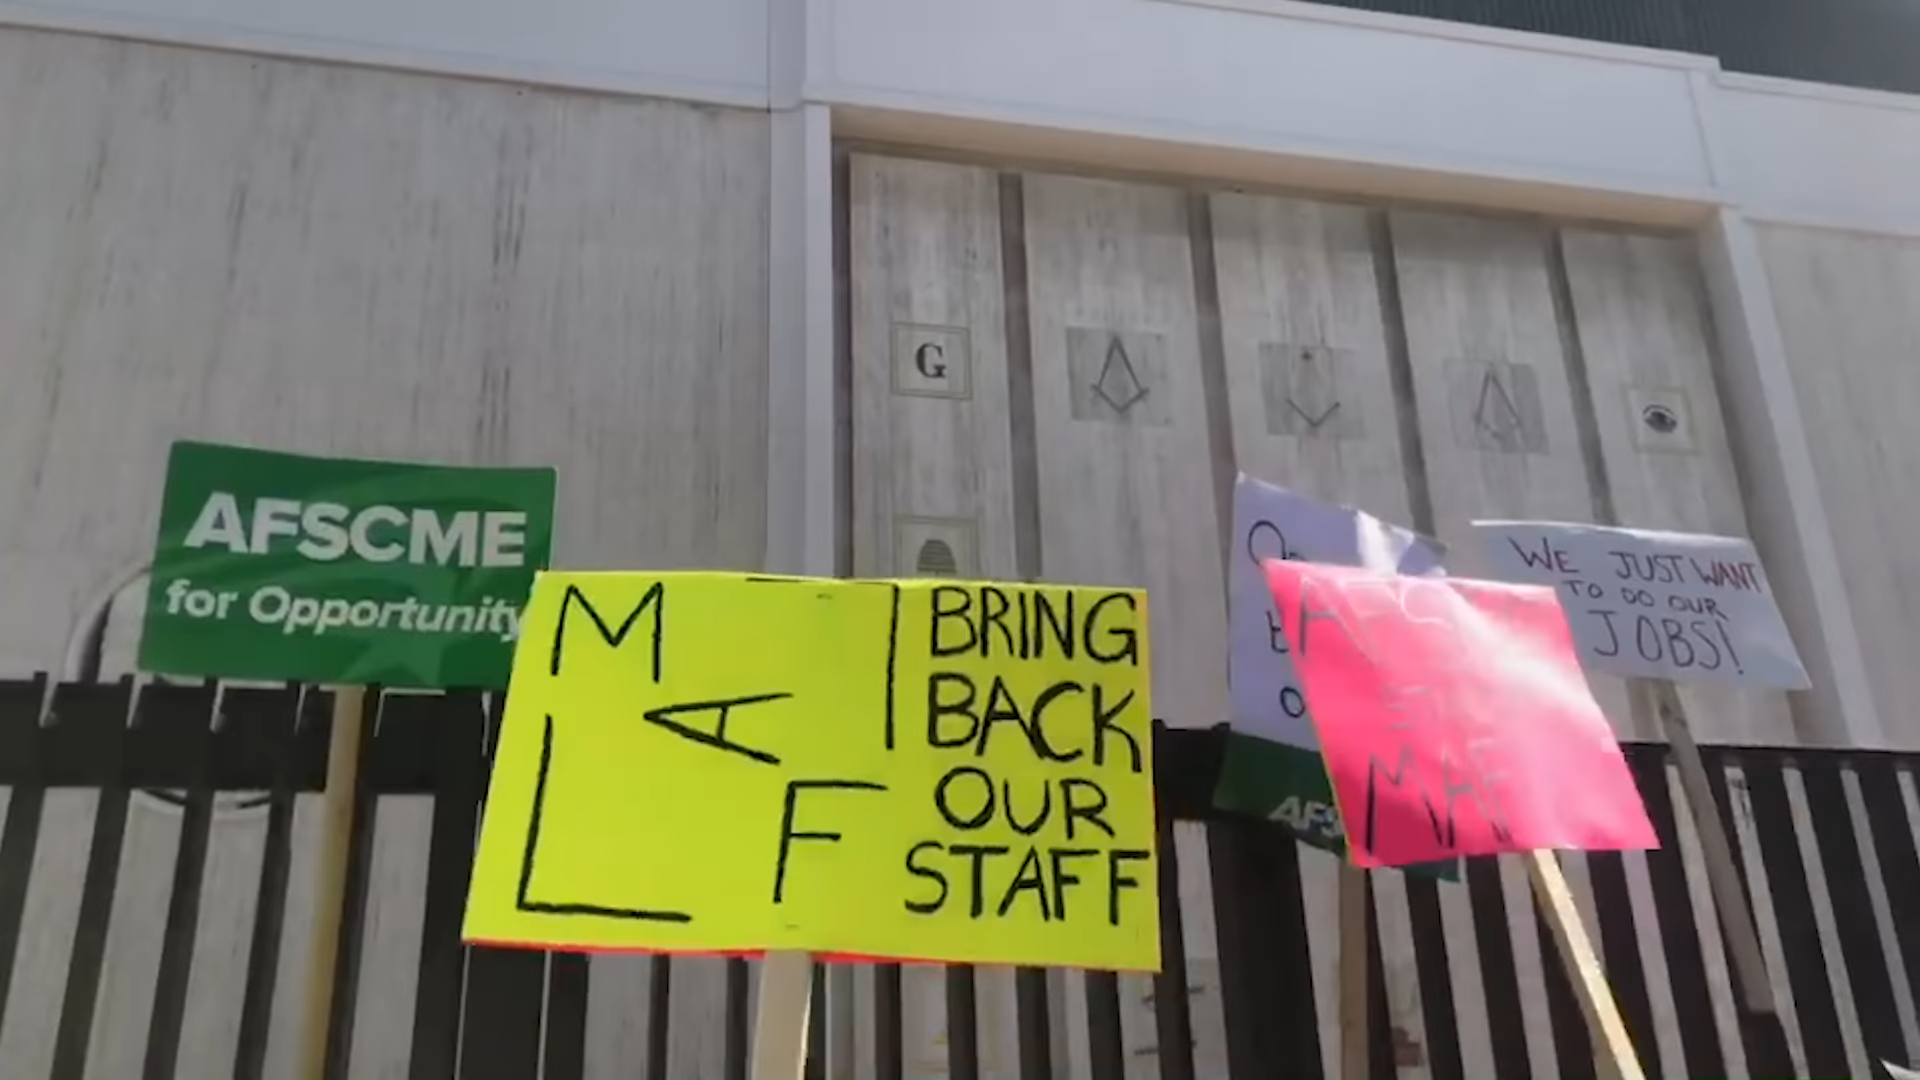 G
AFSCME
for Opportunity
M
A
L
F
BRING
BACK
OUR
STAFF
WE JUST WANT
TO DO OUR
JOBS!